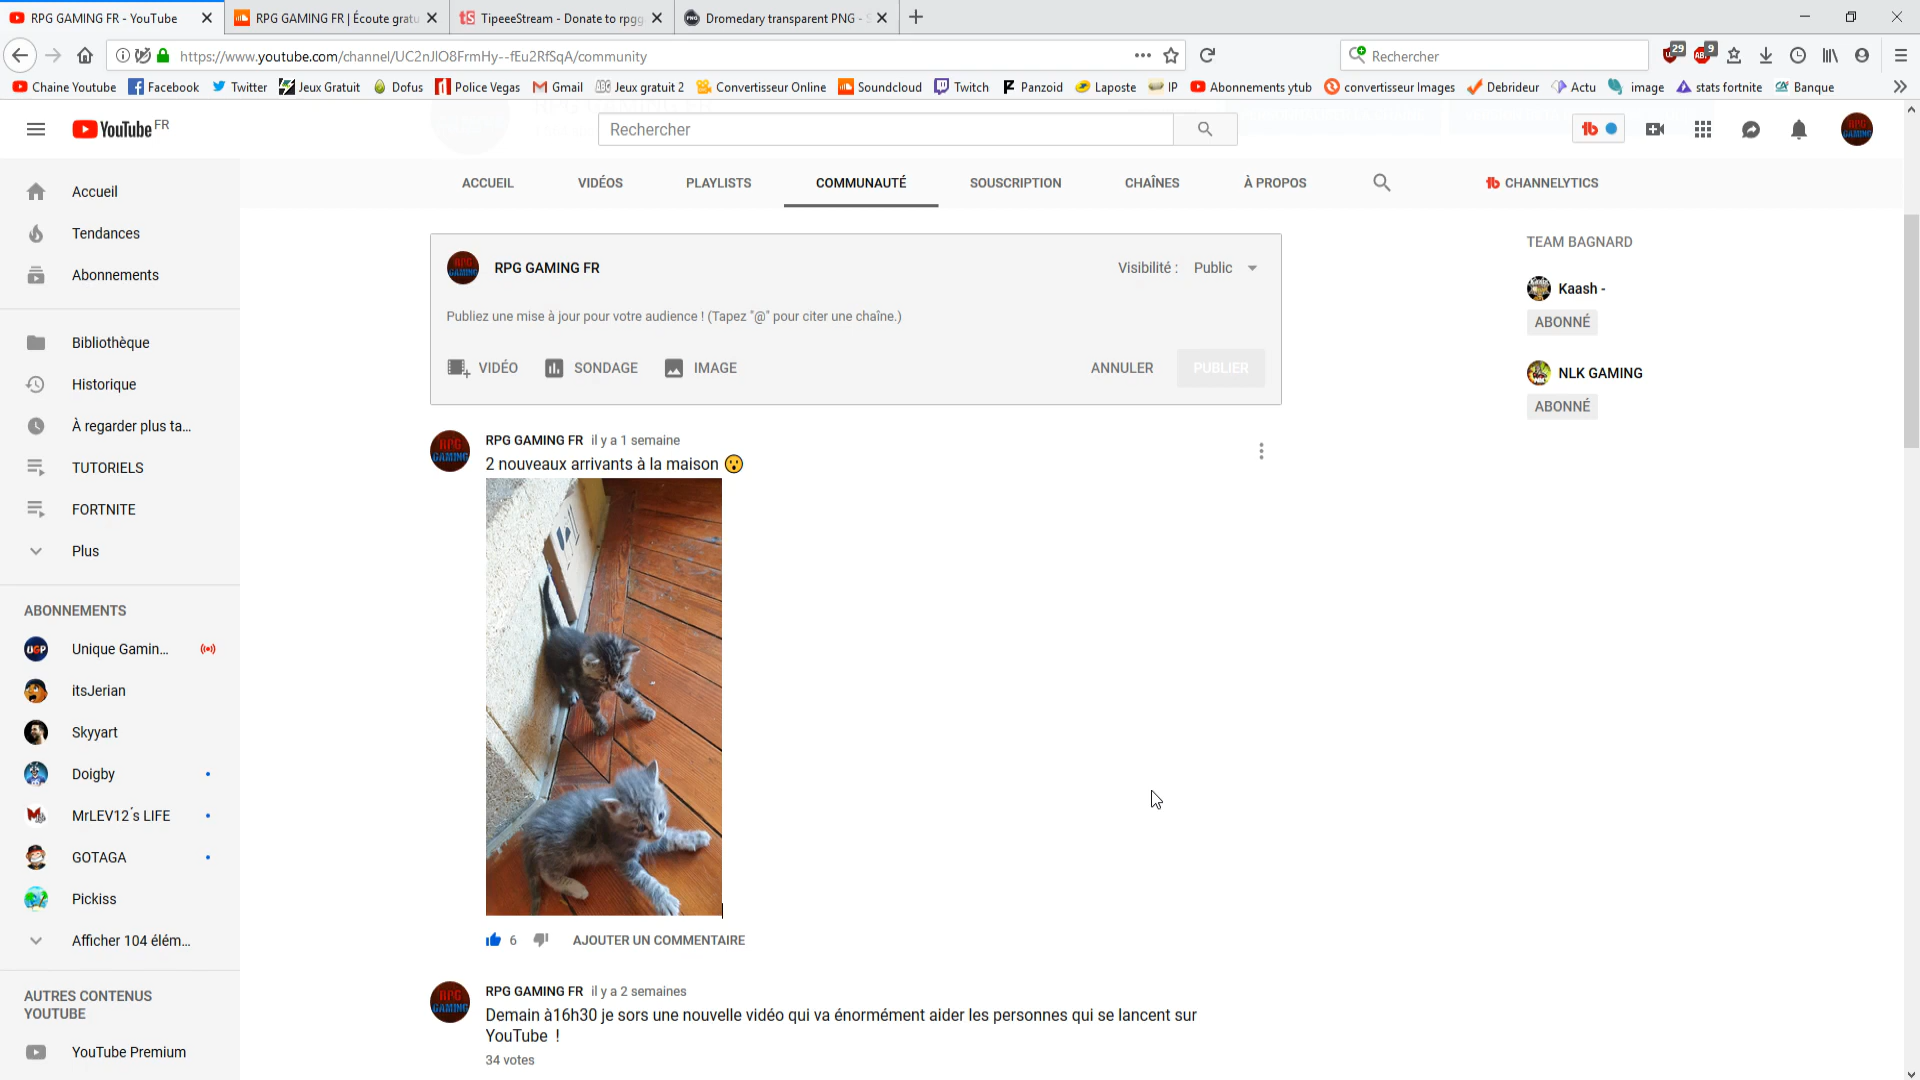 RPG GAMING FR - YouTube
RPG GAMING FR | Écoute gratu
TipeeeStream - Donate to rpgg
Dromedary transparent PNG - S
https://www.youtube.com/channel/UC2nJlO8FrmHy--fEu2RfSqA/community
Rechercher
29
9
Chaine Youtube
Facebook
Twitter
Jeux Gratuit
Dofus
Police Vegas
Gmail
Jeux gratuit 2
Convertisseur Online
Soundcloud
Twitch
Panzoid
Laposte
IP
Abonnements ytub
convertisseur Images
Debrideur
Actu
image
stats fortnite
Banque
YouTube FR
Rechercher
ACCUEIL
VIDÉOS
PLAYLISTS
COMMUNAUTÉ
SOUSCRIPTION
CHAÎNES
À PROPOS
CHANNELYTICS
Accueil
Tendances
Abonnements
Bibliothèque
Historique
À regarder plus ta...
TUTORIELS
FORTNITE
Plus
ABONNEMENTS
Unique Gamin...
itsJerian
Skyyart
Doigby
MrLEV12´s LIFE
GOTAGA
Pickiss
Afficher 104 élém...
AUTRES CONTENUS
YOUTUBE
YouTube Premium
RPG GAMING FR
Visibilité :
Public
Publiez une mise à jour pour votre audience ! (Tapez "@" pour citer une chaîne.)
VIDÉO
SONDAGE
IMAGE
ANNULER
PUBLIER
RPG GAMING FR il y a 1 semaine
2 nouveaux arrivants à la maison 😮
6
AJOUTER UN COMMENTAIRE
RPG GAMING FR il y a 2 semaines
Demain à16h30 je sors une nouvelle vidéo qui va énormément aider les personnes qui se lancent sur
YouTube !
34 votes
TEAM BAGNARD
Kaash -
ABONNÉ
NLK GAMING
ABONNÉ